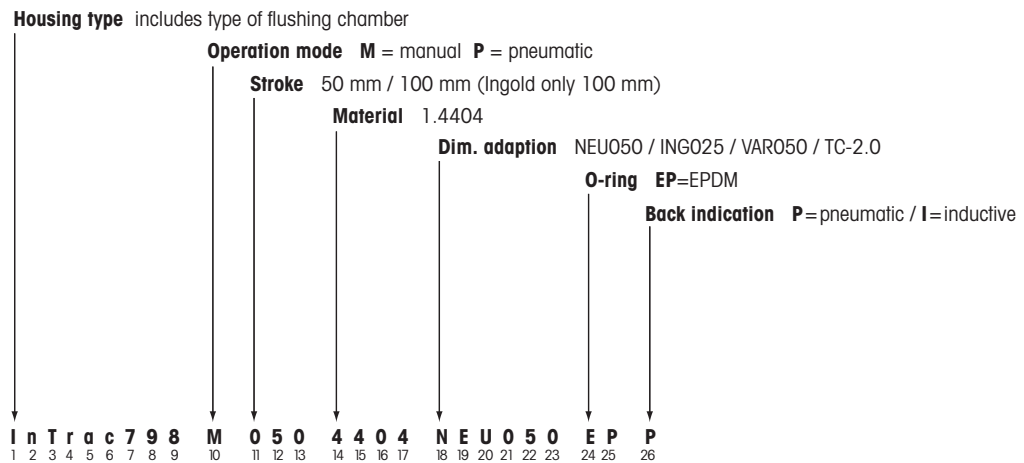 Housing type includes type of flushing chamber
Operation mode M = manual P = pneumatic
Stroke 50 mm / 100 mm (Ingold only 100 mm)
Material 1.4404
Dim. adaption NEU050 / ING025 / VAR050 / TC-2.0
O-ring EP=EPDM
Back indication P=pneumatic / I=inductive
I n T r a c 7 9 8 M 0 5 0 4 4 0 4 N E U 0 5 0 E P P
1 2 3 4 5 6 7 8 9 10 11 12 13 14 15 16 17 18 19 20 21 22 23 24 25 26